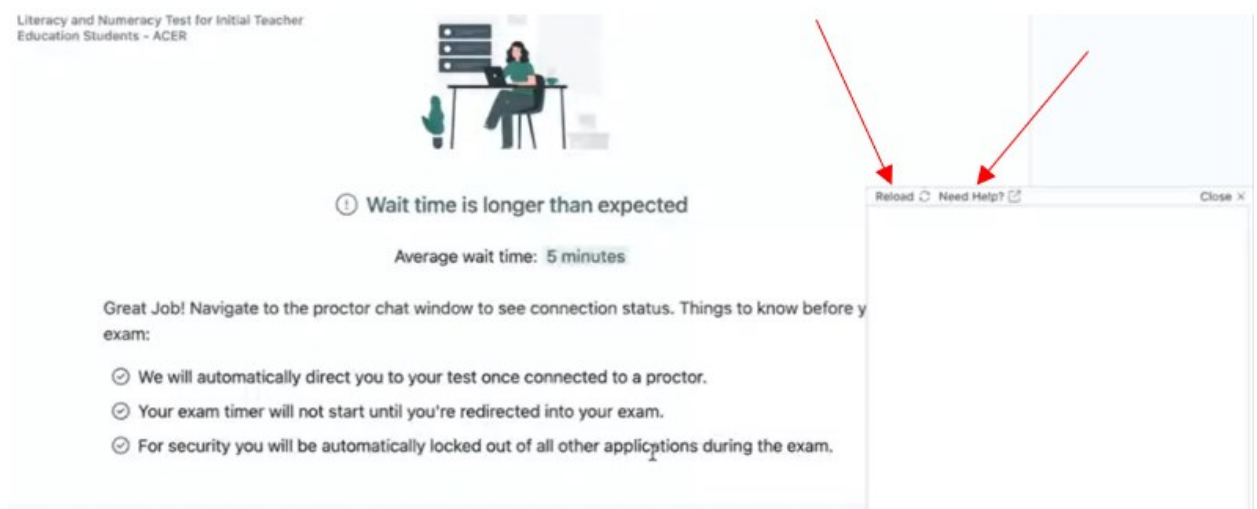 Literacy and Numeracy Test for Initial Teacher
Education Students - ACER
Wait time is longer than expected
Average wait time: 5 minutes
Great Job! Navigate to the proctor chat window to see connection status. Things to know before y
exam:
We will automatically direct you to your test once connected to a proctor.
Your exam timer will not start until you're redirected into your exam.
For security you will be automatically locked out of all other applications during the exam.
Reload Need Help? Close